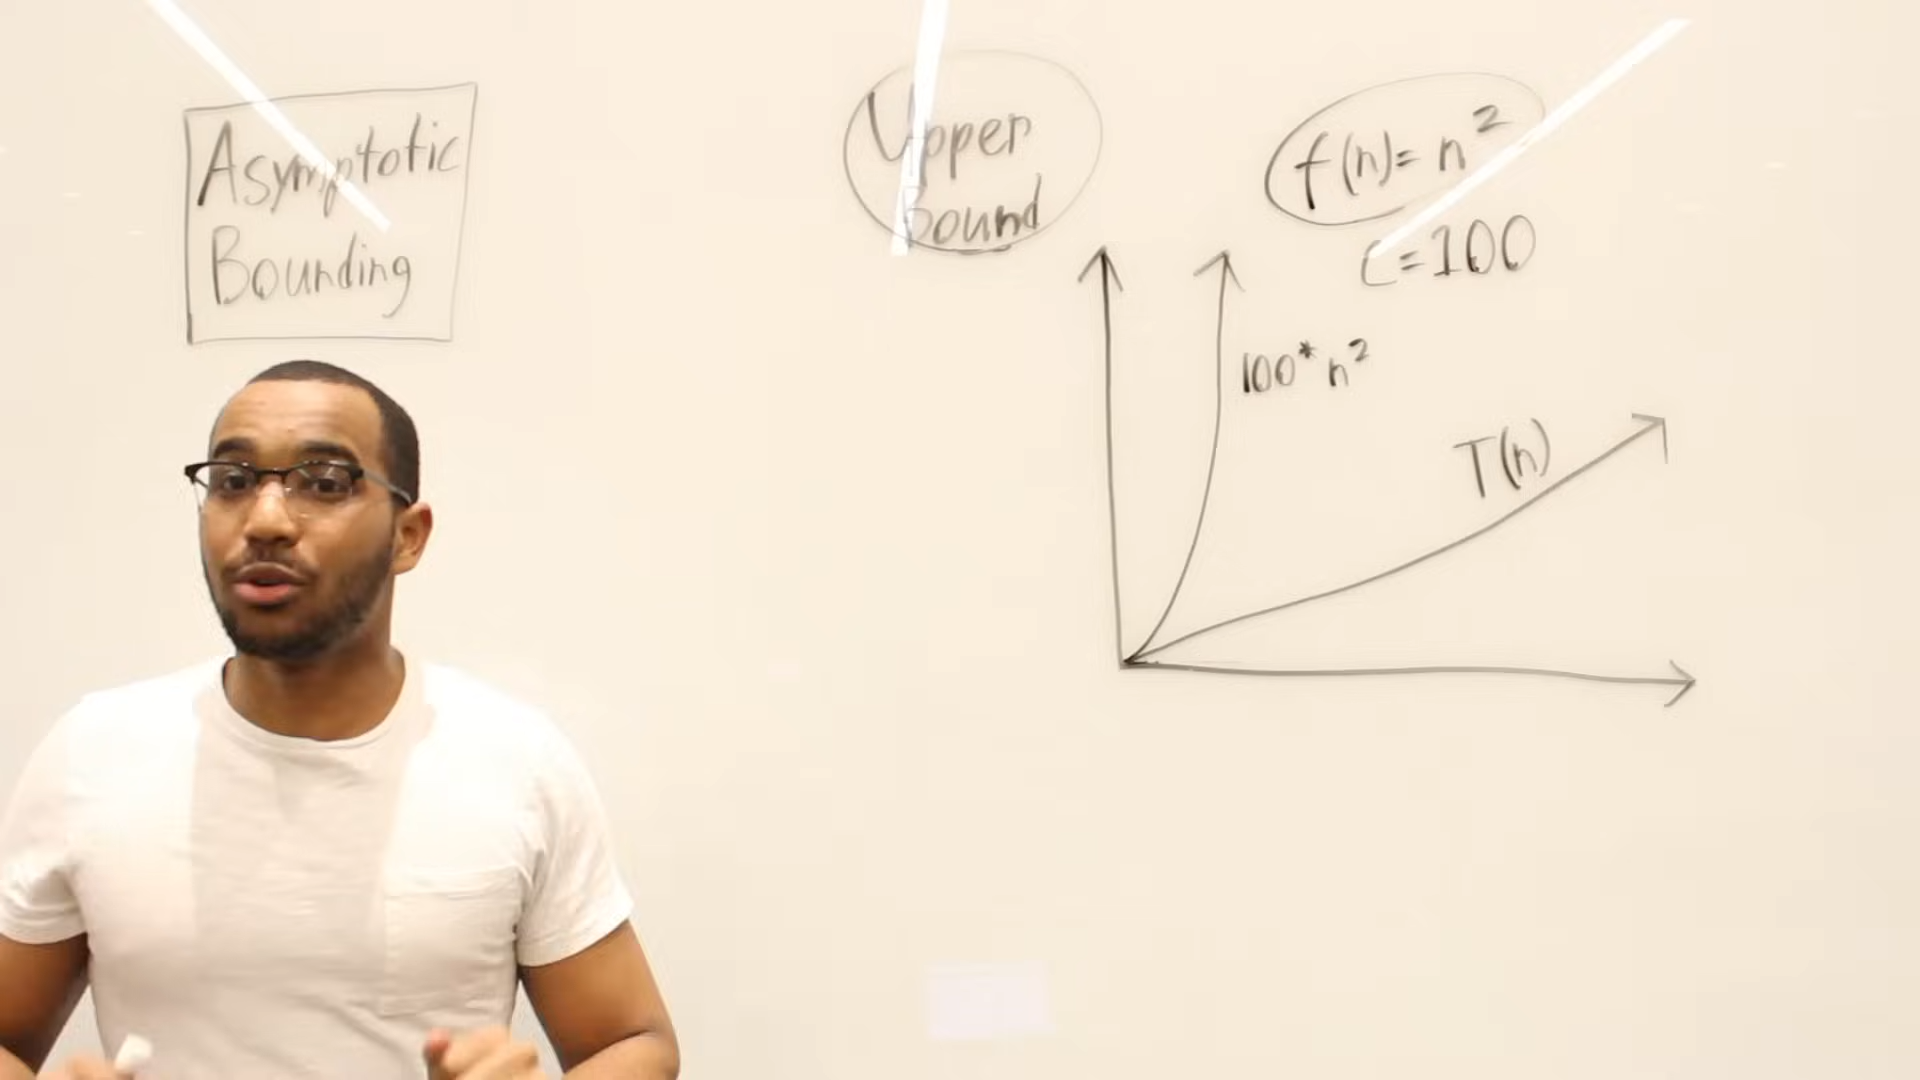 Asymptotic
Bounding
Upper
Bound
f(n)= n²
C=100
100* n²
T(n)